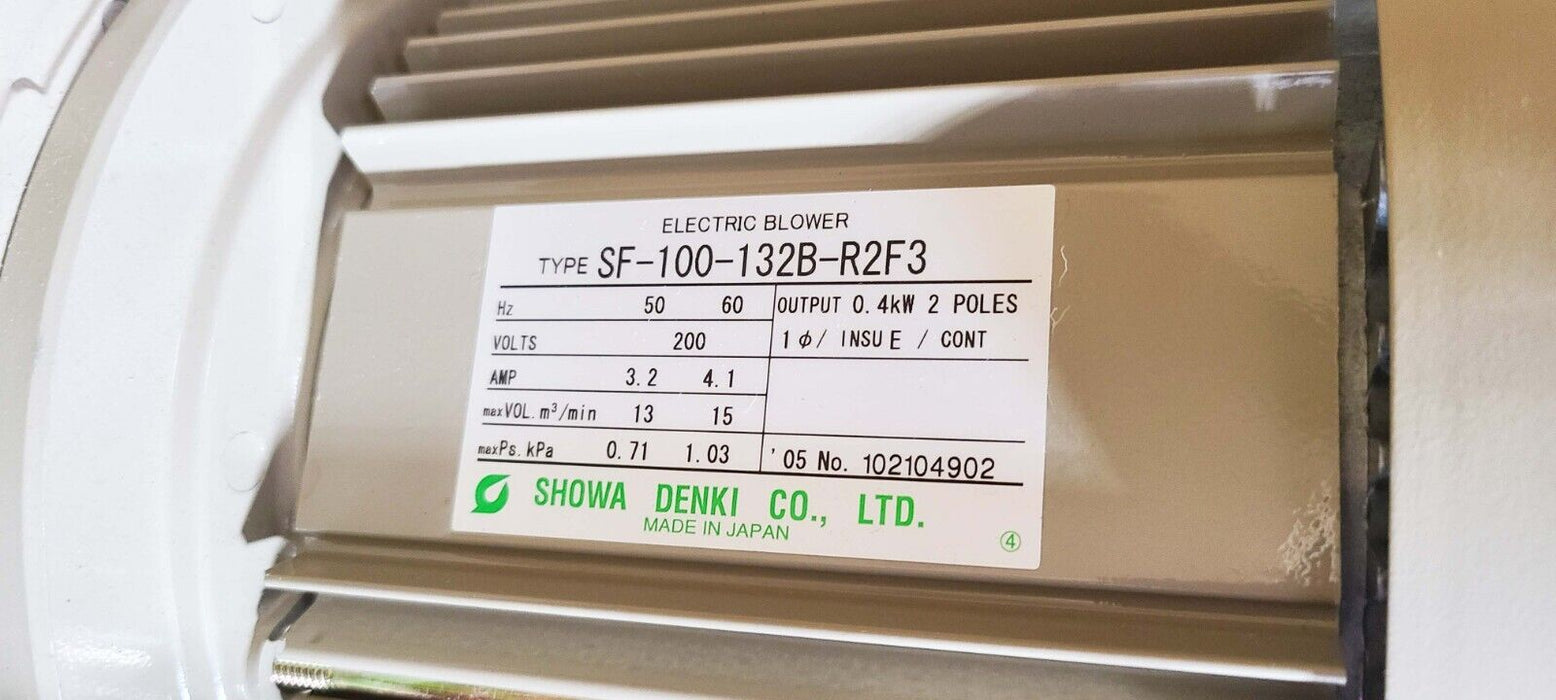 ELECTRIC BLOWER
TYPE SF-100-132B-R2F3
Hz 50 60
OUTPUT 0.4kW 2 POLES
VOLTS 200
1φ/ INSU E / CONT
AMP 3.2 4.1
maxVOL.m³/min 13 15
maxPs.kPa 0.71 1.03
'05 No. 102104902
SHOWA DENKI CO., LTD.
MADE IN JAPAN
④